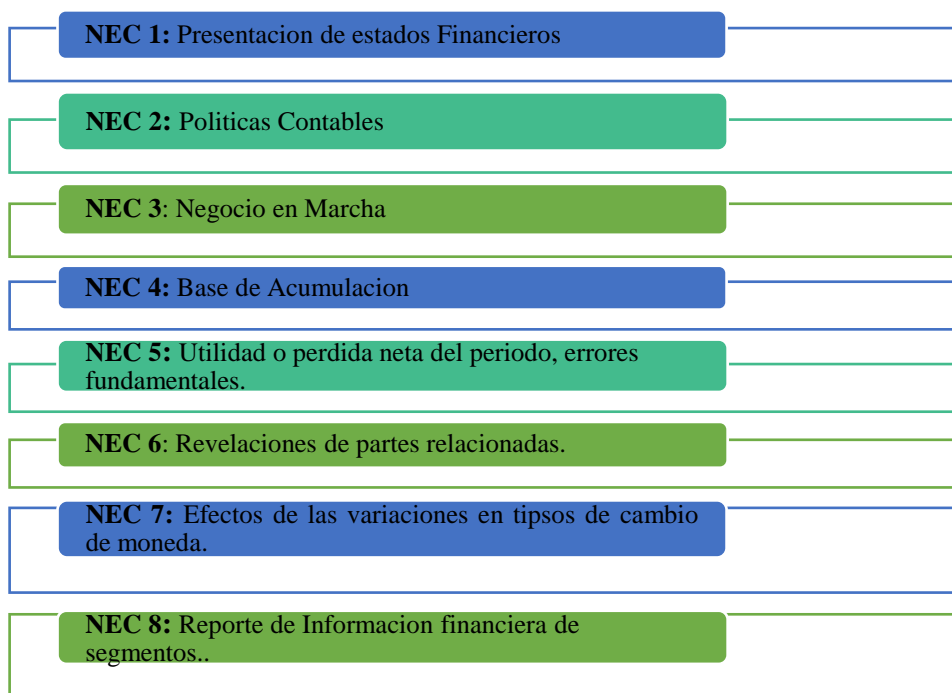 NEC 1: Presentacion de estados Financieros
NEC 2: Politicas Contables
NEC 3: Negocio en Marcha
NEC 4: Base de Acumulacion
NEC 5: Utilidad o perdida neta del periodo, errores
fundamentales.
NEC 6: Revelaciones de partes relacionadas.
NEC 7: Efectos de las variaciones en tipsos de cambio
de moneda.
NEC 8: Reporte de Informacion financiera de
segmentos..